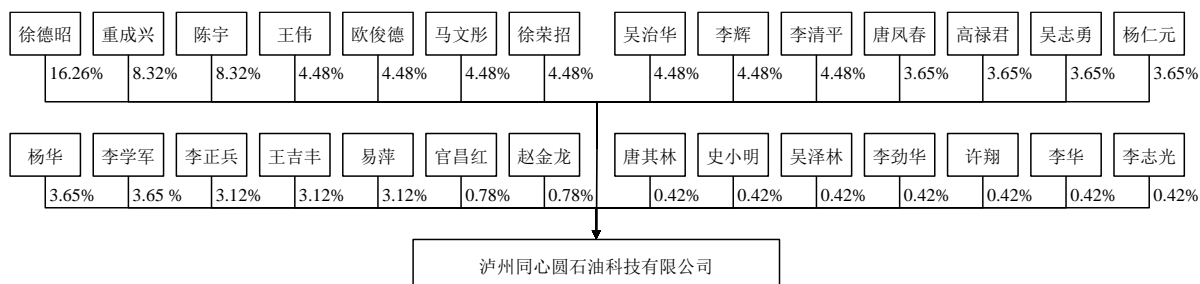 徐德昭 重成兴 陈宇 王伟 欧俊德 马文彤 徐荣招 吴治华 李辉 李清平 唐凤春 高禄君 吴志勇 杨仁元
16.26% 8.32% 8.32% 4.48% 4.48% 4.48% 4.48% 4.48% 4.48% 4.48% 3.65% 3.65% 3.65% 3.65%
杨华 李学军 李正兵 王吉丰 易萍 官昌红 赵金龙 唐其林 史小明 吴泽林 李劲华 许翔 李华 李志光
3.65% 3.65 % 3.12% 3.12% 3.12% 0.78% 0.78% 0.42% 0.42% 0.42% 0.42% 0.42% 0.42% 0.42%
泸州同心圆石油科技有限公司